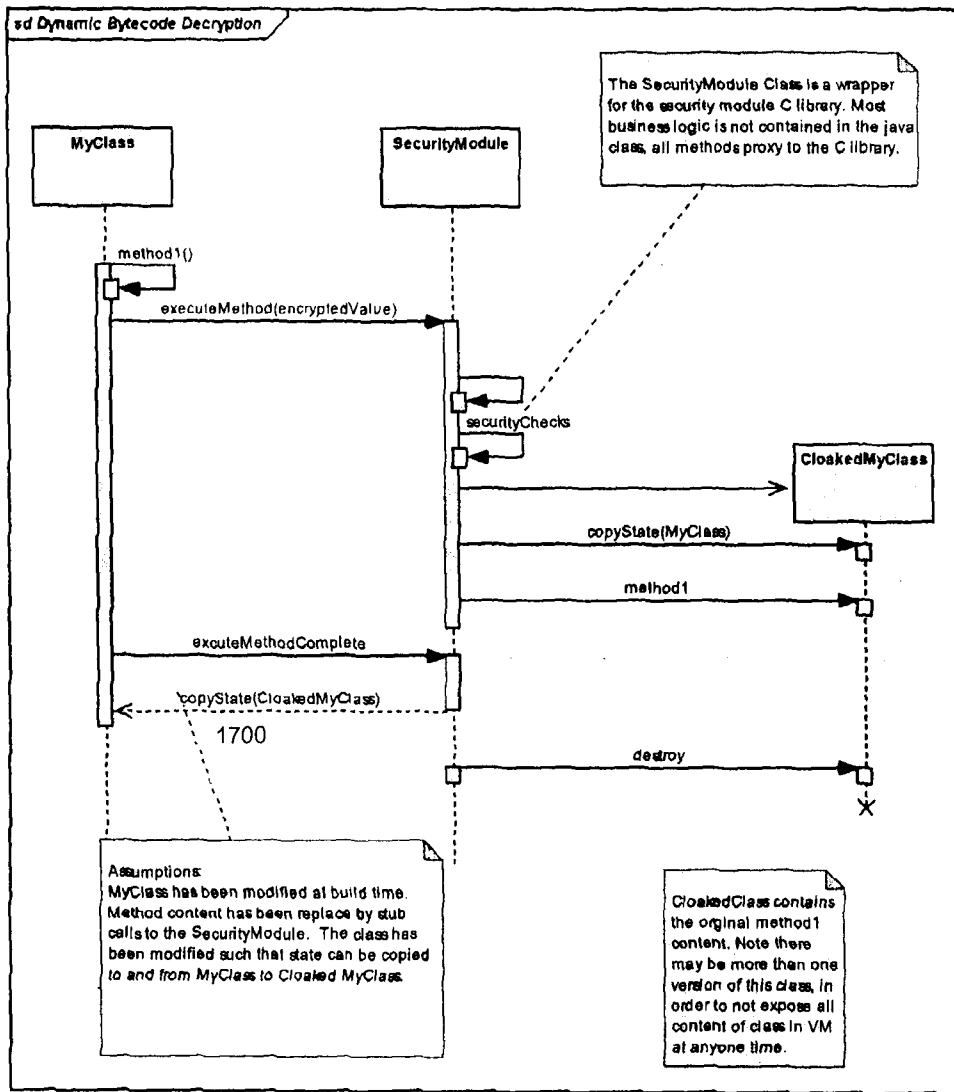 sd Dynamic Bytecode Decryption
The SecurityModule Class is a wrapper
for the security module C library. Most
business logic is not contained in the java
class, all methods proxy to the C library.
MyClass
SecurityModule
method1()
executeMethod(encryptedValue)
securityChecks
CloakedMyClass
copyState(MyClass)
method1
excuteMethodComplete
copyState(CloakedMyClass)
1700
destroy
Assumptions:
MyClass has been modified at build time.
Method content has been replace by stub
calls to the SecurityModule. The class has
been modified such that state can be copied
to and from MyClass to Cloaked MyClass.
CloakedClass contains
the orginal method1
content. Note there
may be more than one
version of this class, in
order to not expose all
content of class in VM
at anyone time.